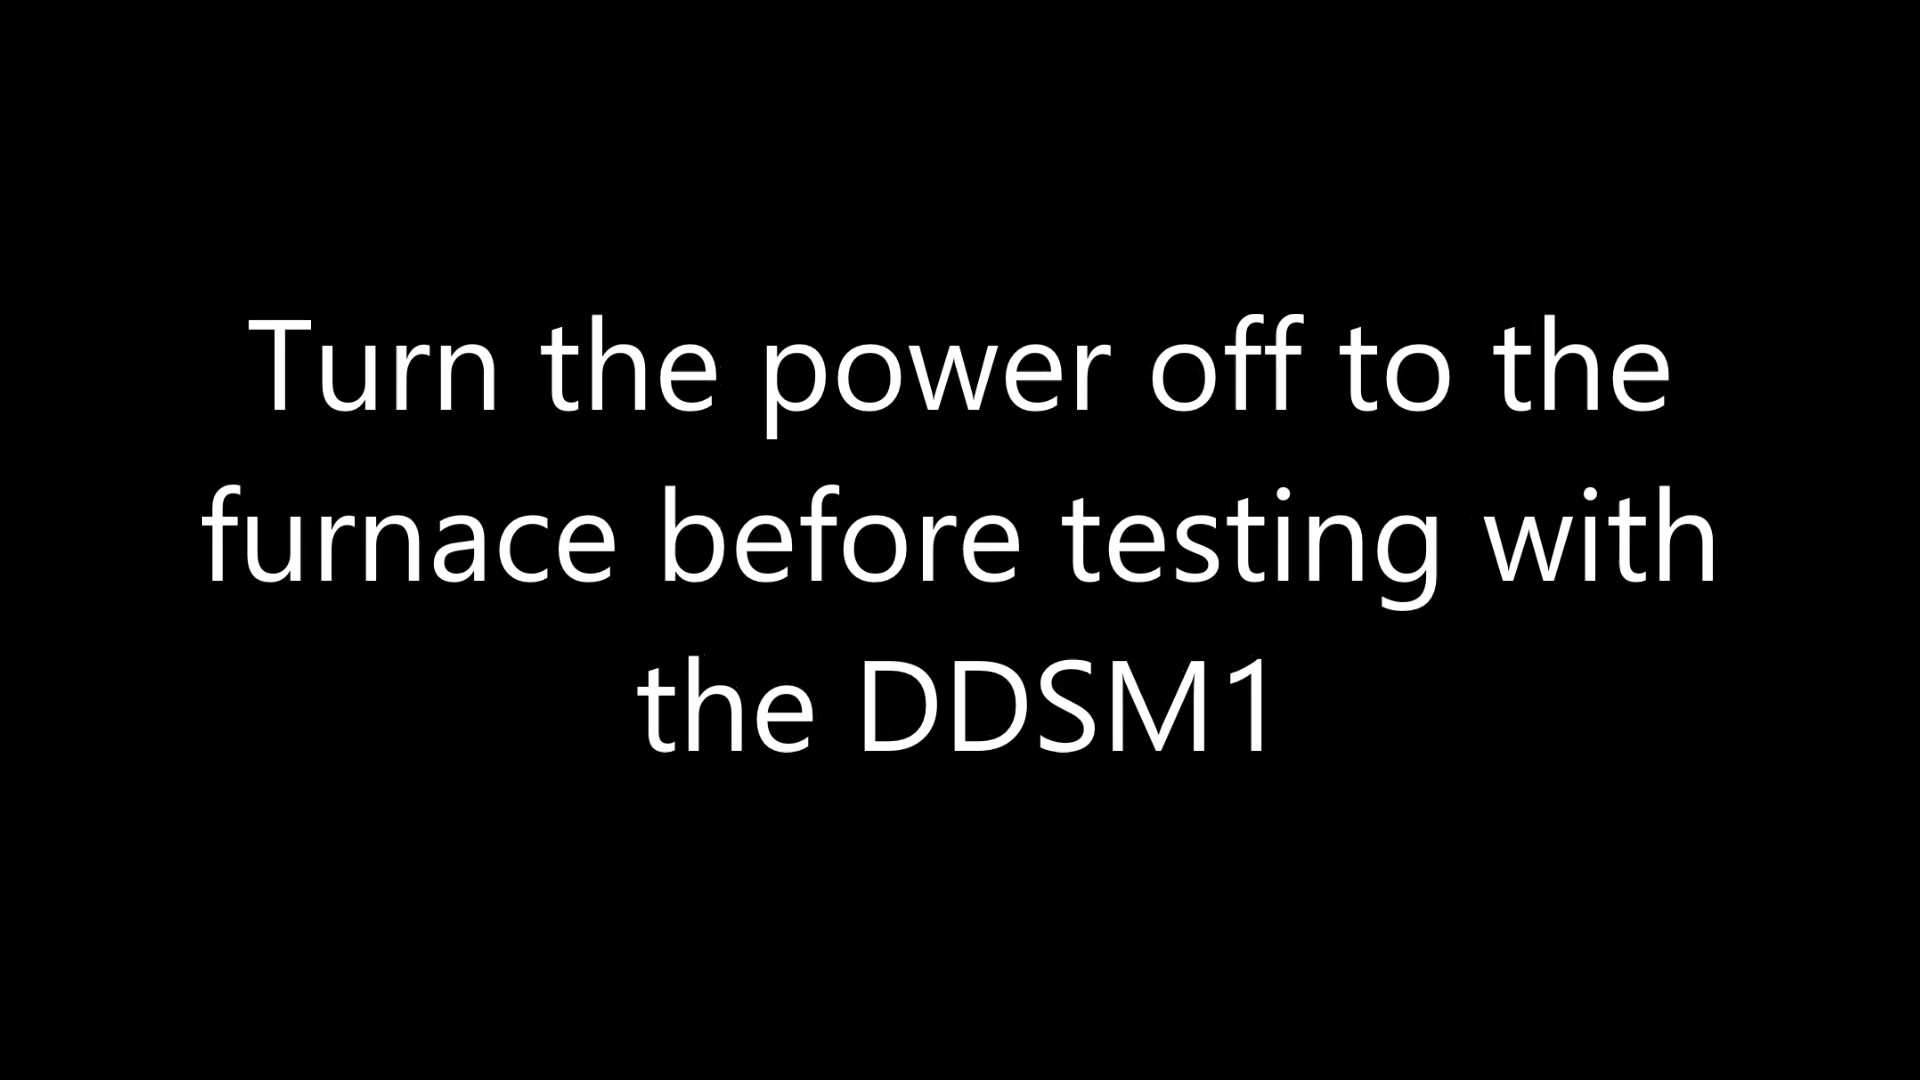 Turn the power off to the
furnace before testing with
the DDSM1